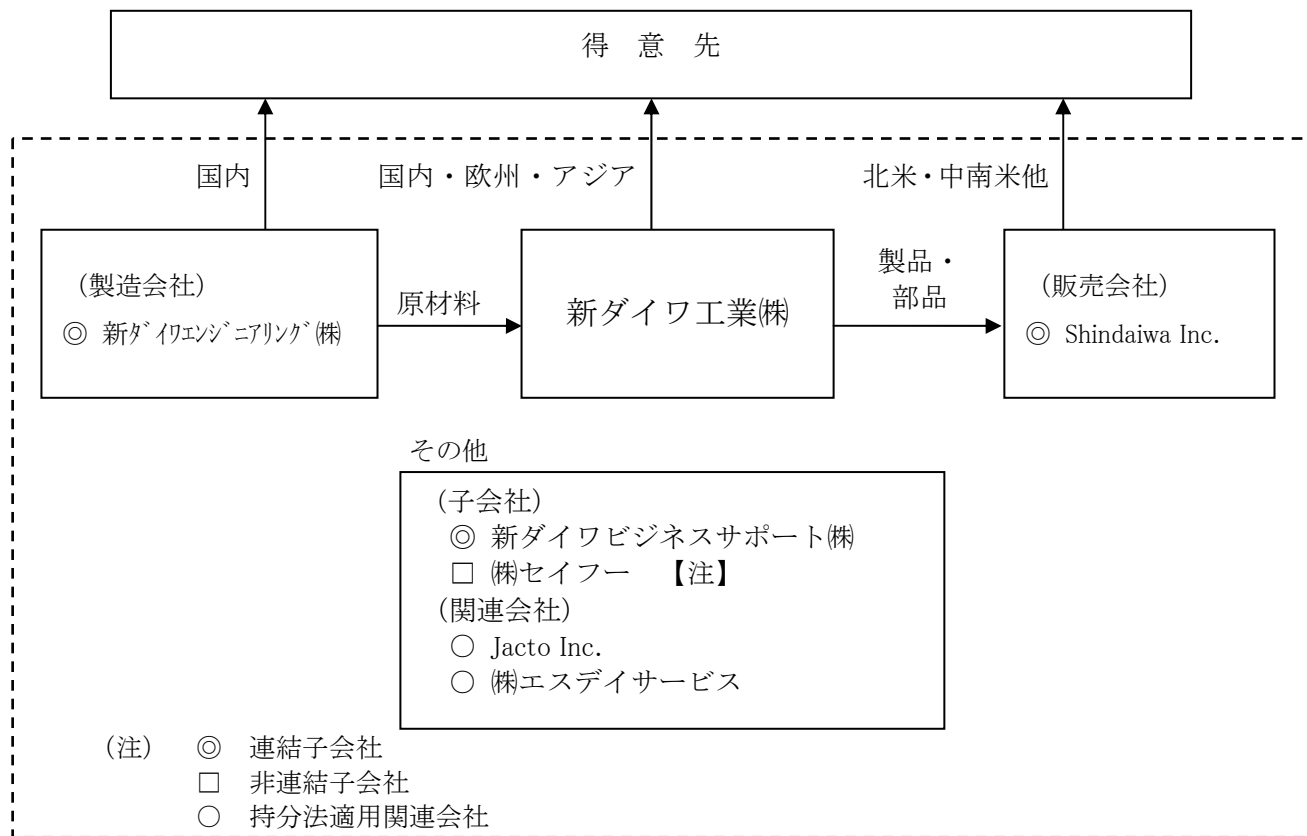 得 意 先
国内
国内・欧州・アジア
北米・中南米他
(製造会社)
◎ 新ﾀﾞｲﾜｴﾝｼﾞﾆｱﾘﾝｸﾞ㈱
原材料
新ダイワ工業㈱
製品・
部品
(販売会社)
◎ Shindaiwa Inc.
その他
(子会社)
◎ 新ダイワビジネスサポート㈱
□ ㈱セイフー 【注】
(関連会社)
○ Jacto Inc.
○ ㈱エスデイサービス
(注) ◎ 連結子会社
□ 非連結子会社
○ 持分法適用関連会社